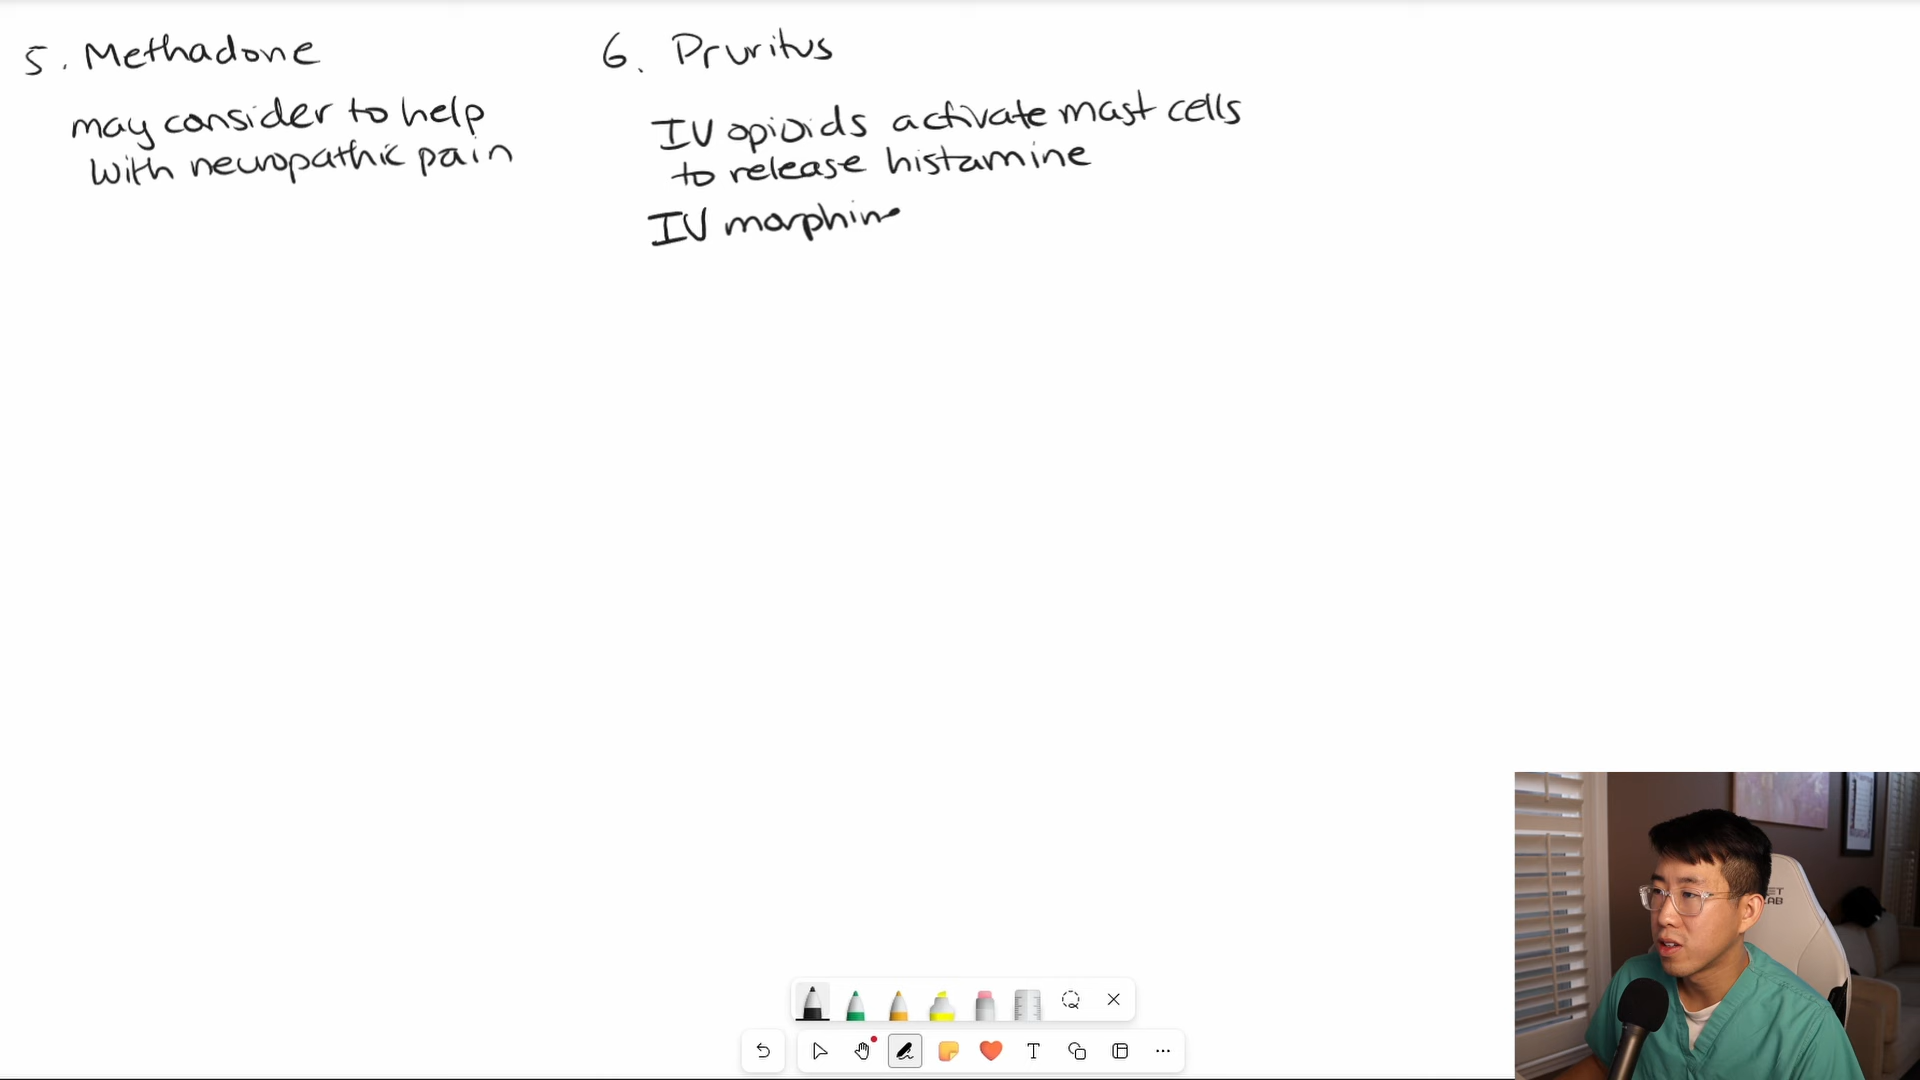 5. Methadone
may consider to help
with neuropathic pain
6. Pruritus
IV opioids activate mast cells
to release histamine
IV morphine
T